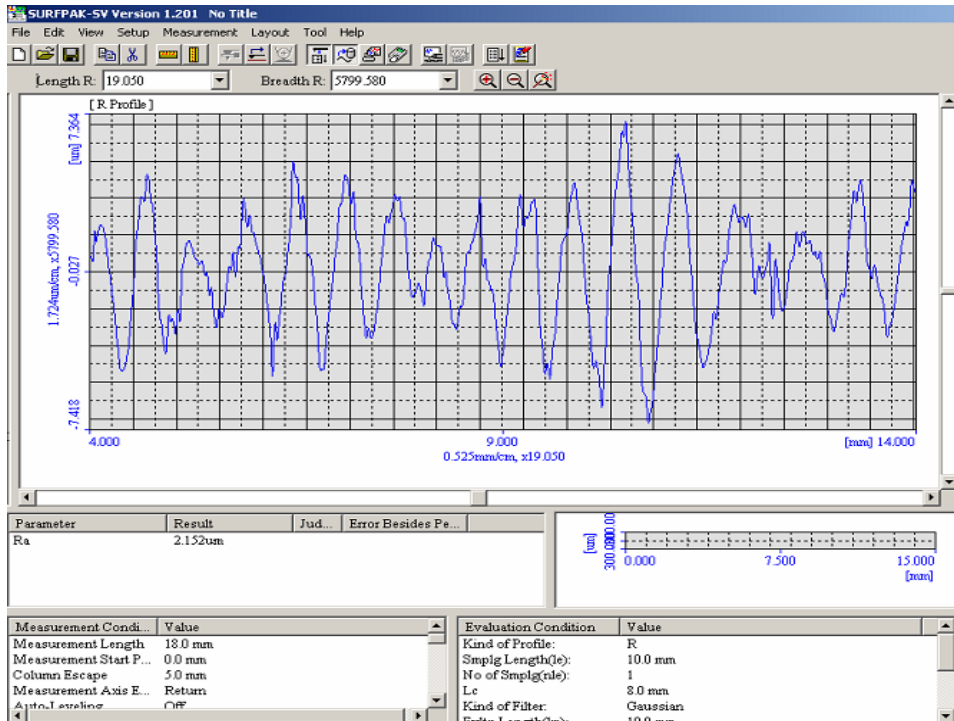 SURFPAK-SV Version 1.201 No Title
File Edit View Setup Measurement Layout Tool Help
Length R: 19.050 Breadth R: 5799.580
[ R Profile ]
[um] 7.364
1.724um/cm, x5799.580
-0.027
-7.418
4.000 9.000 [mm] 14.000
0.525mm/cm, x19.050
Parameter Result Jud... Error Besides Pe...
Ra 2.152um
[um]
0.000 7.500 15.000
[mm]
Measurement Condi... Value
Measurement Length 18.0 mm
Measurement Start P... 0.0 mm
Column Escape 5.0 mm
Measurement Axis E... Return
Auto-Leveling Off
Evaluation Condition Value
Kind of Profile: R
Smplg Length(le): 10.0 mm
No of Smplg(nle): 1
Lc 8.0 mm
Kind of Filter: Gaussian
10.0 mm